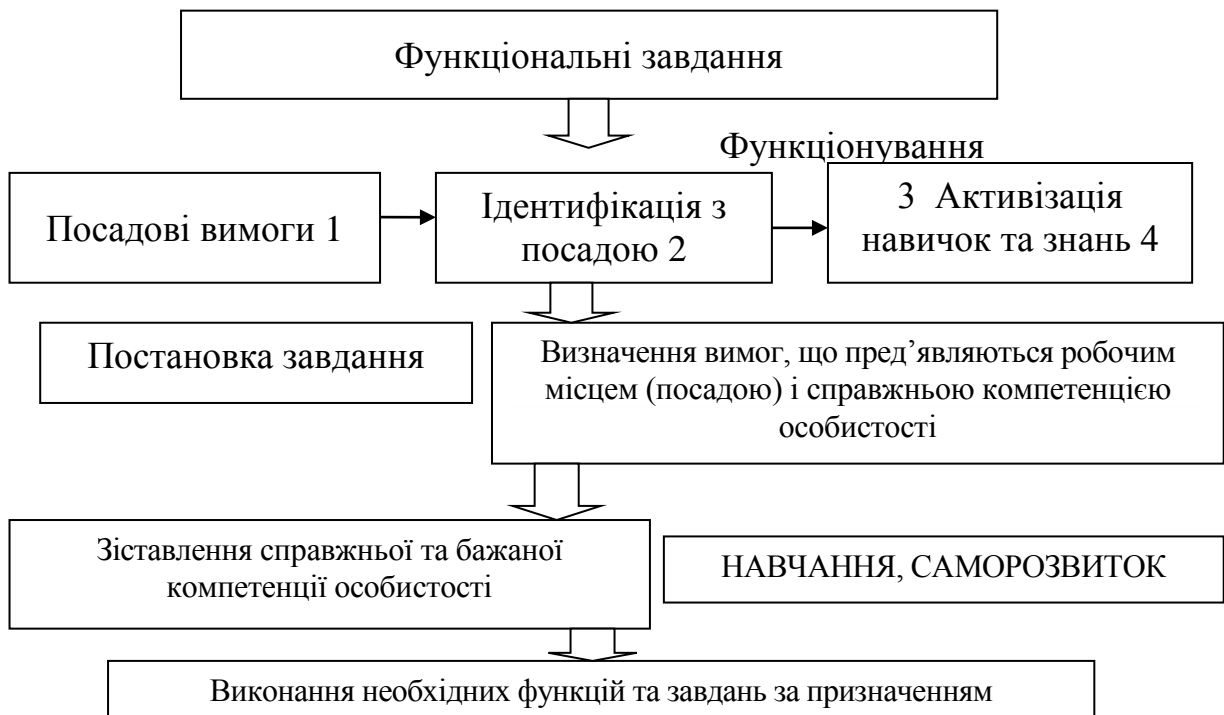 Функціональні завдання
Функціонування
Посадові вимоги 1
Ідентифікація з
посадою 2
3 Активізація
навичок та знань 4
Постановка завдання
Визначення вимог, що пред’являються робочим
місцем (посадою) і справжньою компетенцією
особистості
Зіставлення справжньої та бажаної
компетенції особистості
НАВЧАННЯ, САМОРОЗВИТОК
Виконання необхідних функцій та завдань за призначенням